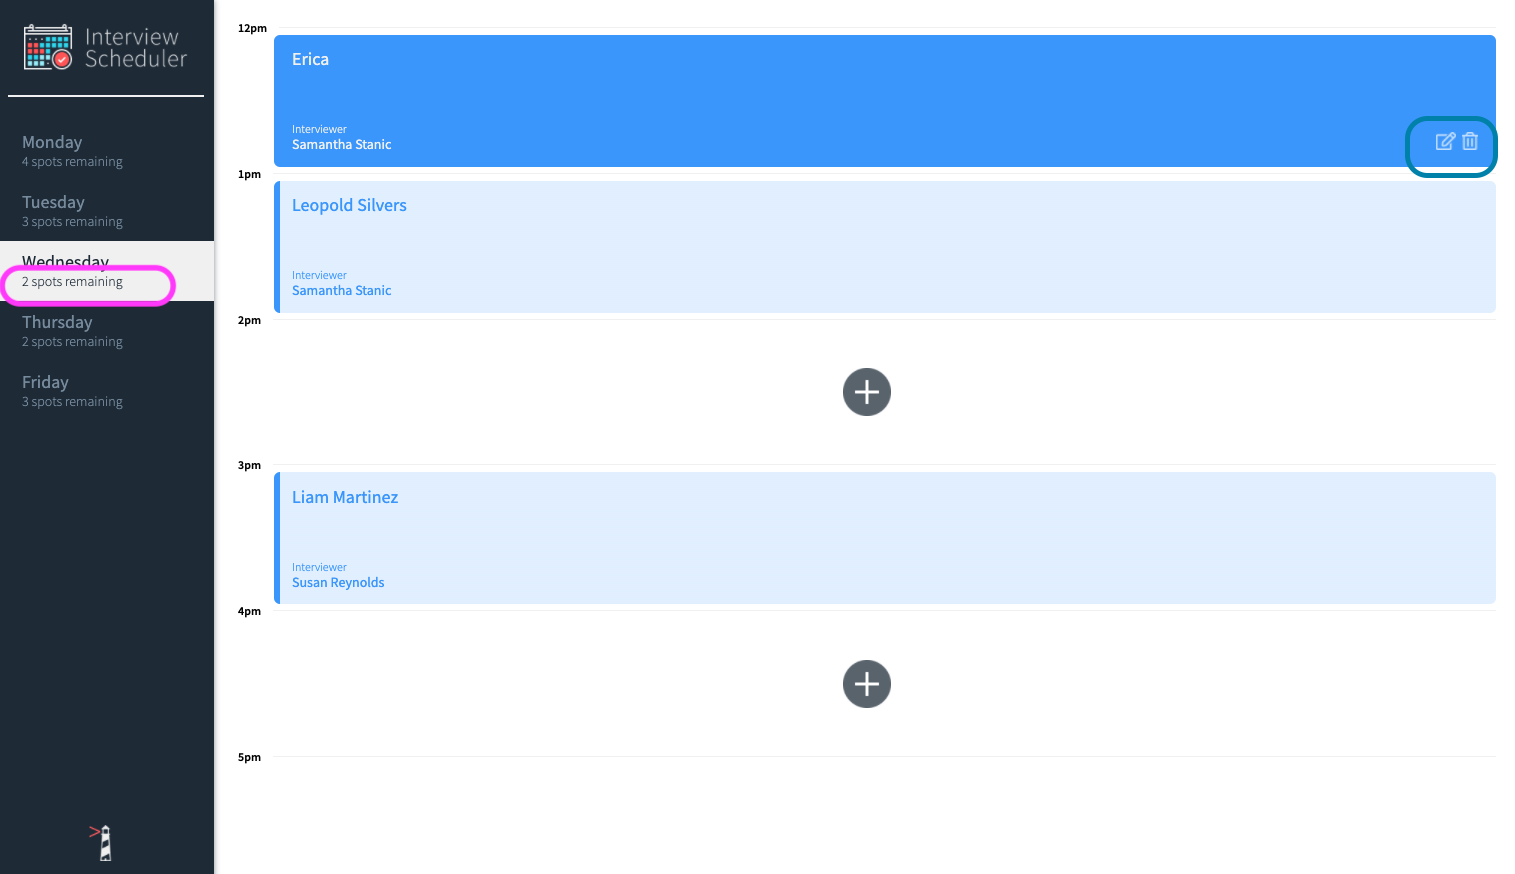 Interview
Scheduler
Monday
4 spots remaining
Tuesday
3 spots remaining
Wednesday
2 spots remaining
Thursday
2 spots remaining
Friday
3 spots remaining
12pm
Erica
Interviewer
Samantha Stanic
1pm
Leopold Silvers
Interviewer
Samantha Stanic
2pm
3pm
Liam Martinez
Interviewer
Susan Reynolds
4pm
5pm